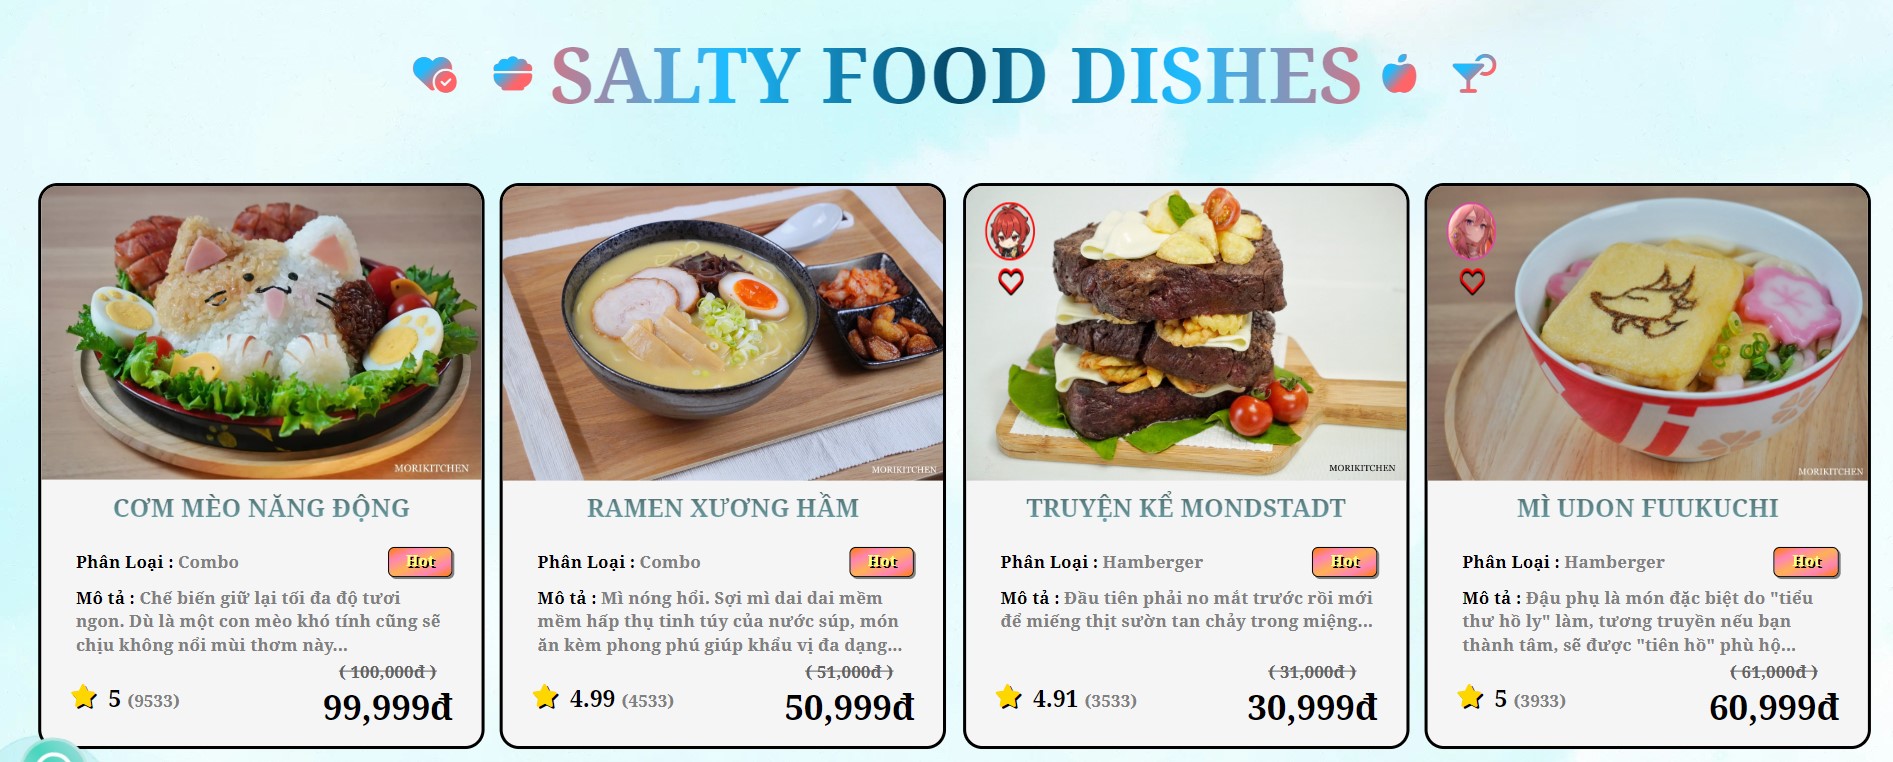 SALTY FOOD DISHES
MORIKITCHEN
CƠM MÈO NĂNG ĐỘNG
Phân Loại : Combo
Hot
Mô tả : Chế biến giữ lại tối đa độ tươi
ngon. Dù là một con mèo khó tính cũng sẽ
chịu không nổi mùi thơm này...
( 100,000đ )
5 (9533)
99,999đ
MORIKITCHEN
RAMEN XƯƠNG HẦM
Phân Loại : Combo
Hot
Mô tả : Mì nóng hổi. Sợi mì dai dai mềm
mềm hấp thụ tinh túy của nước súp, món
ăn kèm phong phú giúp khẩu vị đa dạng...
( 51,000đ )
4.99 (4533)
50,999đ
MORIKITCHEN
TRUYỆN KỂ MONDSTADT
Phân Loại : Hamberger
Hot
Mô tả : Đầu tiên phải no mắt trước rồi mới
để miếng thịt sườn tan chảy trong miệng...
( 31,000đ )
4.91 (3533)
30,999đ
MORIKITCHEN
MÌ UDON FUUKUCHI
Phân Loại : Hamberger
Hot
Mô tả : Đậu phụ là món đặc biệt do "tiểu
thư hồ ly" làm, tương truyền nếu bạn
thành tâm, sẽ được "tiên hồ" phù hộ...
( 61,000đ )
5 (3933)
60,999đ